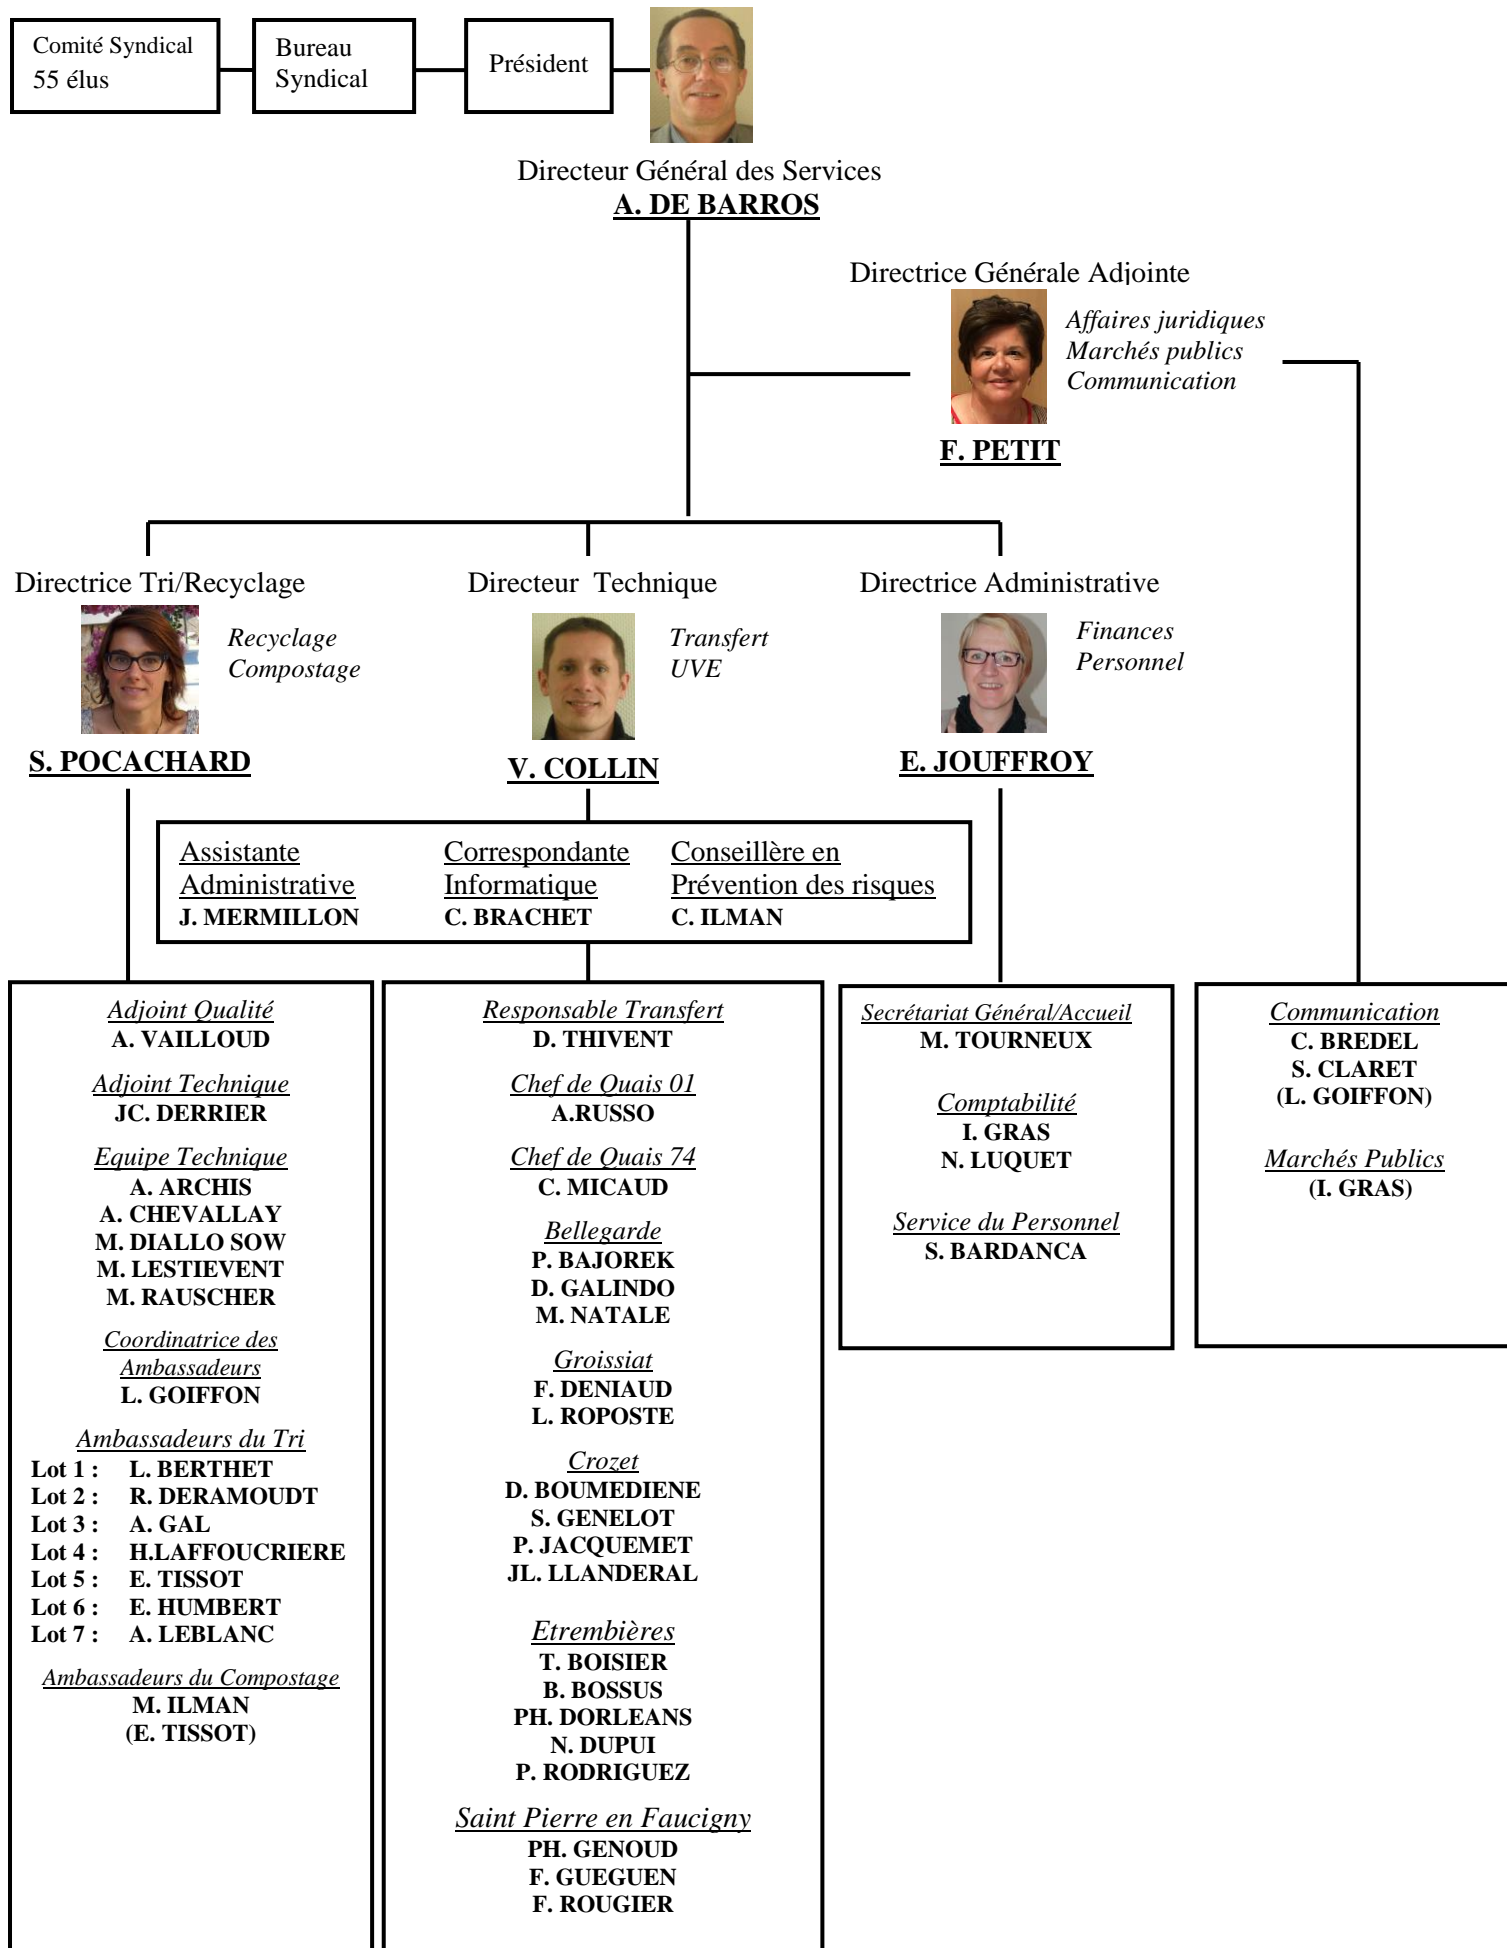 Comité Syndical
55 élus
Bureau
Syndical
Président
Directeur Général des Services
A. DE BARROS
Directrice Générale Adjointe
Affaires juridiques
Marchés publics
Communication
F. PETIT
Directrice Tri/Recyclage
Recyclage
Compostage
S. POCACHARD
Directeur Technique
Transfert
UVE
V. COLLIN
Directrice Administrative
Finances
Personnel
E. JOUFFROY
Assistante
Administrative
J. MERMILLON
Correspondante
Informatique
C. BRACHET
Conseillère en
Prévention des risques
C. ILMAN
Adjoint Qualité
A. VAILLOUD
Adjoint Technique
JC. DERRIER
Equipe Technique
A. ARCHIS
A. CHEVALLAY
M. DIALLO SOW
M. LESTIEVENT
M. RAUSCHER
Coordinatrice des
Ambassadeurs
L. GOIFFON
Ambassadeurs du Tri
Lot 1 : L. BERTHET
Lot 2 : R. DERAMOUDT
Lot 3 : A. GAL
Lot 4 : H.LAFFOUCRIERE
Lot 5 : E. TISSOT
Lot 6 : E. HUMBERT
Lot 7 : A. LEBLANC
Ambassadeurs du Compostage
M. ILMAN
(E. TISSOT)
Responsable Transfert
D. THIVENT
Chef de Quais 01
A.RUSSO
Chef de Quais 74
C. MICAUD
Bellegarde
P. BAJOREK
D. GALINDO
M. NATALE
Groissiat
F. DENIAUD
L. ROPOSTE
Crozet
D. BOUMEDIENE
S. GENELOT
P. JACQUEMET
JL. LLANDERAL
Etrembières
T. BOISIER
B. BOSSUS
PH. DORLEANS
N. DUPUI
P. RODRIGUEZ
Saint Pierre en Faucigny
PH. GENOUD
F. GUEGUEN
F. ROUGIER
Secrétariat Général/Accueil
M. TOURNEUX
Comptabilité
I. GRAS
N. LUQUET
Service du Personnel
S. BARDANCA
Communication
C. BREDEL
S. CLARET
(L. GOIFFON)
Marchés Publics
(I. GRAS)